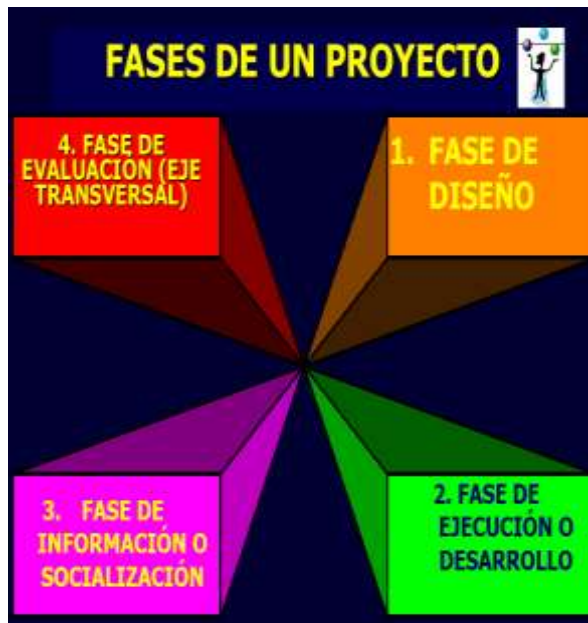 FASES DE UN PROYECTO
4. FASE DE
EVALUACIÓN (EJE
TRANSVERSAL)
1. FASE DE
DISEÑO
3. FASE DE
INFORMACIÓN O
SOCIALIZACIÓN
2. FASE DE
EJECUCIÓN O
DESARROLLO